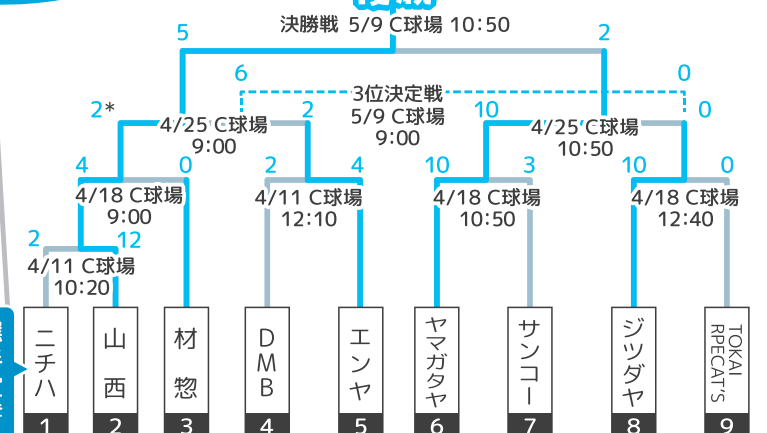 決勝戦 5/9 C球場 10:50
5
2
6
0
3位決定戦
5/9 C球場
9:00
2*
2
10
0
4/25 C球場
9:00
4/25 C球場
10:50
4
0
2
4
10
3
10
0
4/18 C球場
9:00
4/11 C球場
12:10
4/18 C球場
10:50
4/18 C球場
12:40
2
12
4/11 C球場
10:20
ニチハ
山西
材惣
DMB
エンヤ
ヤマガタヤ
サンコー
ジツダヤ
TOKAI
RPECAT'S
1
2
3
4
5
6
7
8
9